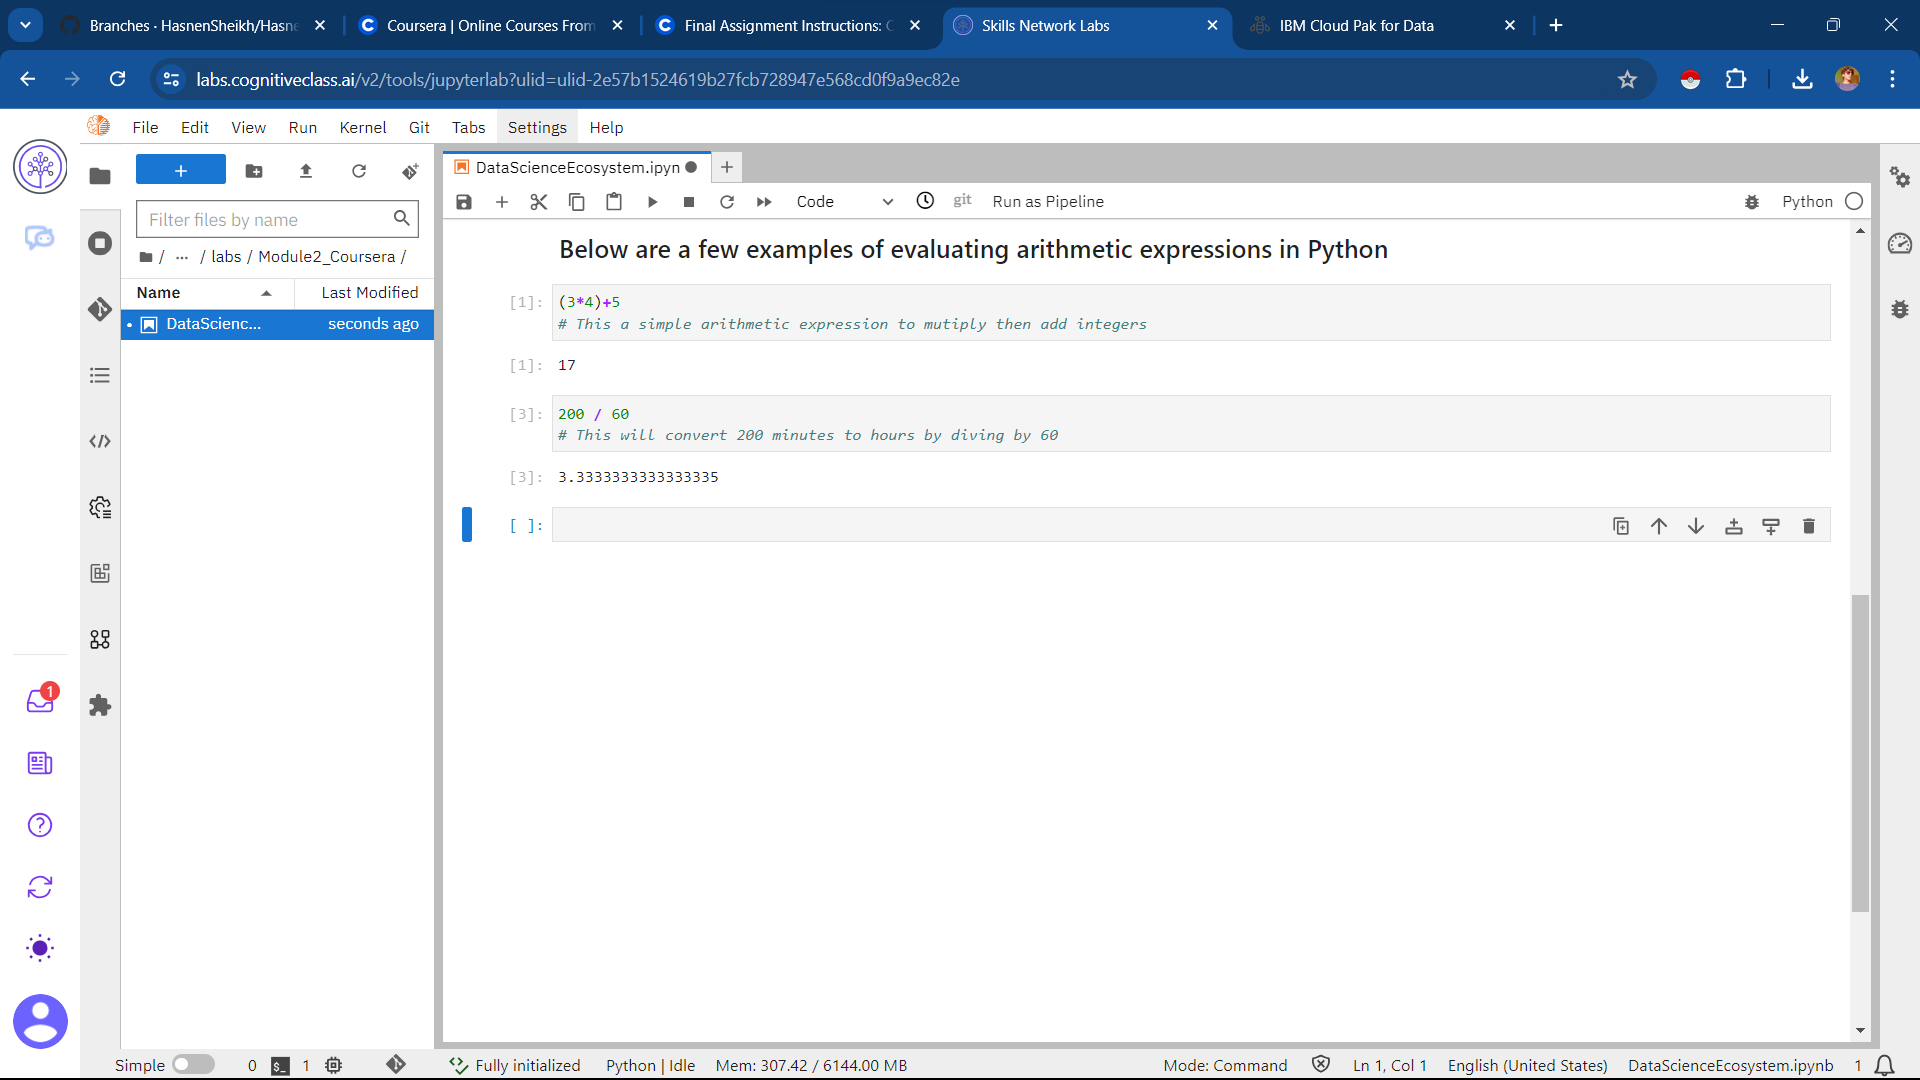 Branches · HasnenSheikh/Hasne
Coursera | Online Courses From
Final Assignment Instructions: C
Skills Network Labs
IBM Cloud Pak for Data
labs.cognitiveclass.ai/v2/tools/jupyterlab?ulid=ulid-2e57b1524619b27fcb728947e568cd0f9a9ec82e
File Edit View Run Kernel Git Tabs Settings Help
DataScienceEcosystem.ipyn
Filter files by name
Code
git
Run as Pipeline
Python
/ ... / labs / Module2_Coursera /
Name
Last Modified
DataScienc...
seconds ago
Below are a few examples of evaluating arithmetic expressions in Python
[1]: (3*4)+5
# This a simple arithmetic expression to mutiply then add integers
[1]: 17
[3]: 200 / 60
# This will convert 200 minutes to hours by diving by 60
[3]: 3.3333333333333335
[ ]:
1
Simple
0
$_
1
Fully initialized
Python | Idle
Mem: 307.42 / 6144.00 MB
Mode: Command
Ln 1, Col 1
English (United States)
DataScienceEcosystem.ipynb
1